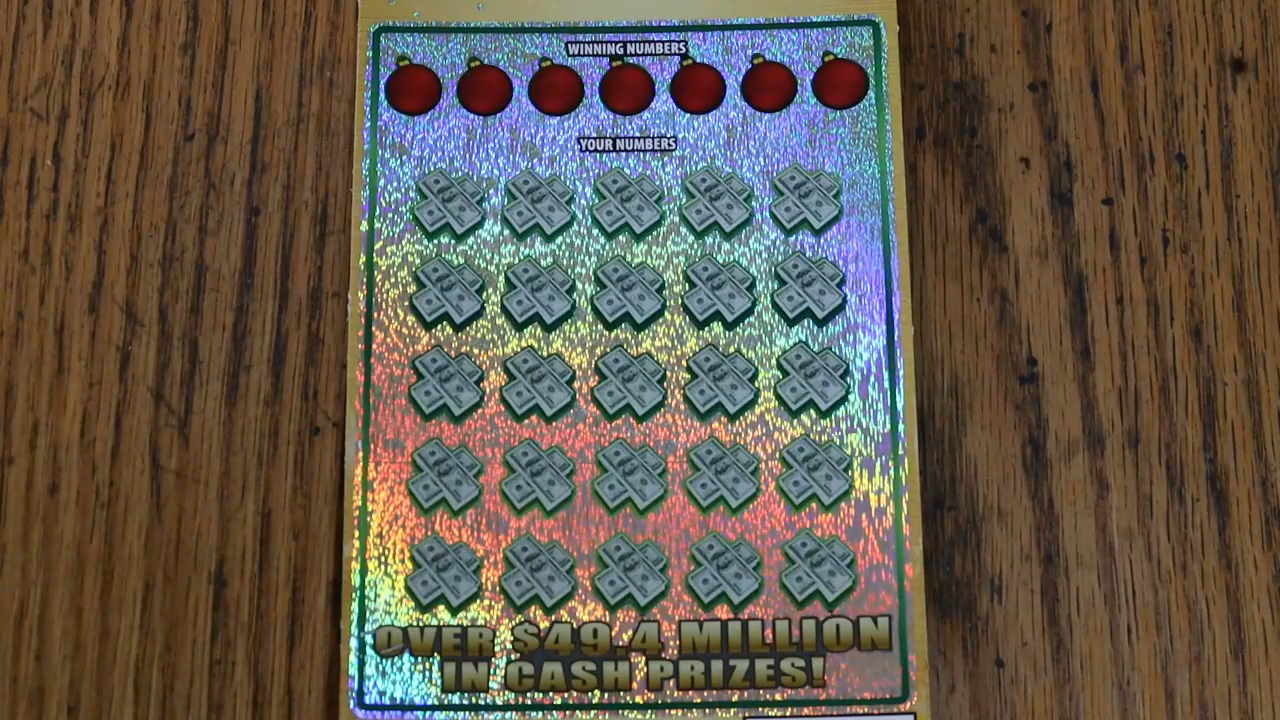 WINNING NUMBERS
YOUR NUMBERS
OVER $49.4 MILLION
IN CASH PRIZES!